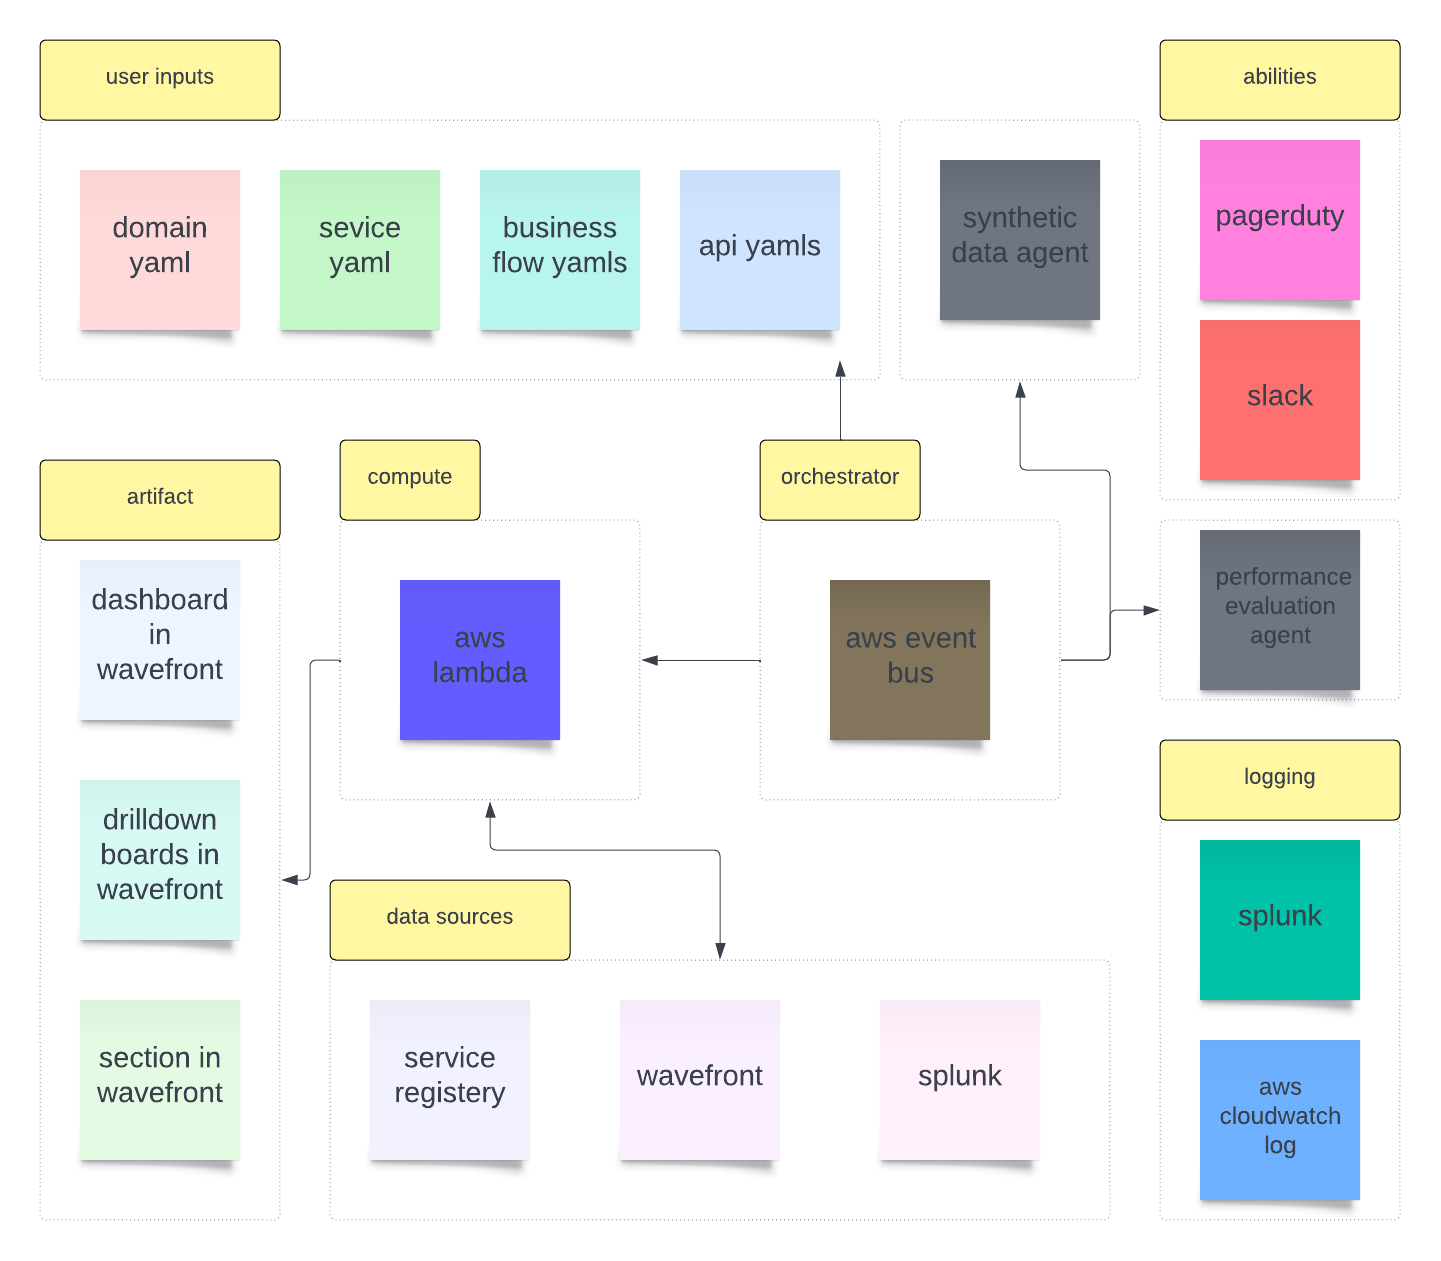 user inputs
domain
yaml
sevice
yaml
business
flow yamls
api yamls
synthetic
data agent
abilities
pagerduty
slack
artifact
dashboard
in
wavefront
drilldown
boards in
wavefront
section in
wavefront
compute
aws
lambda
orchestrator
aws event
bus
performance
evaluation
agent
data sources
service
registery
wavefront
splunk
logging
splunk
aws
cloudwatch
log